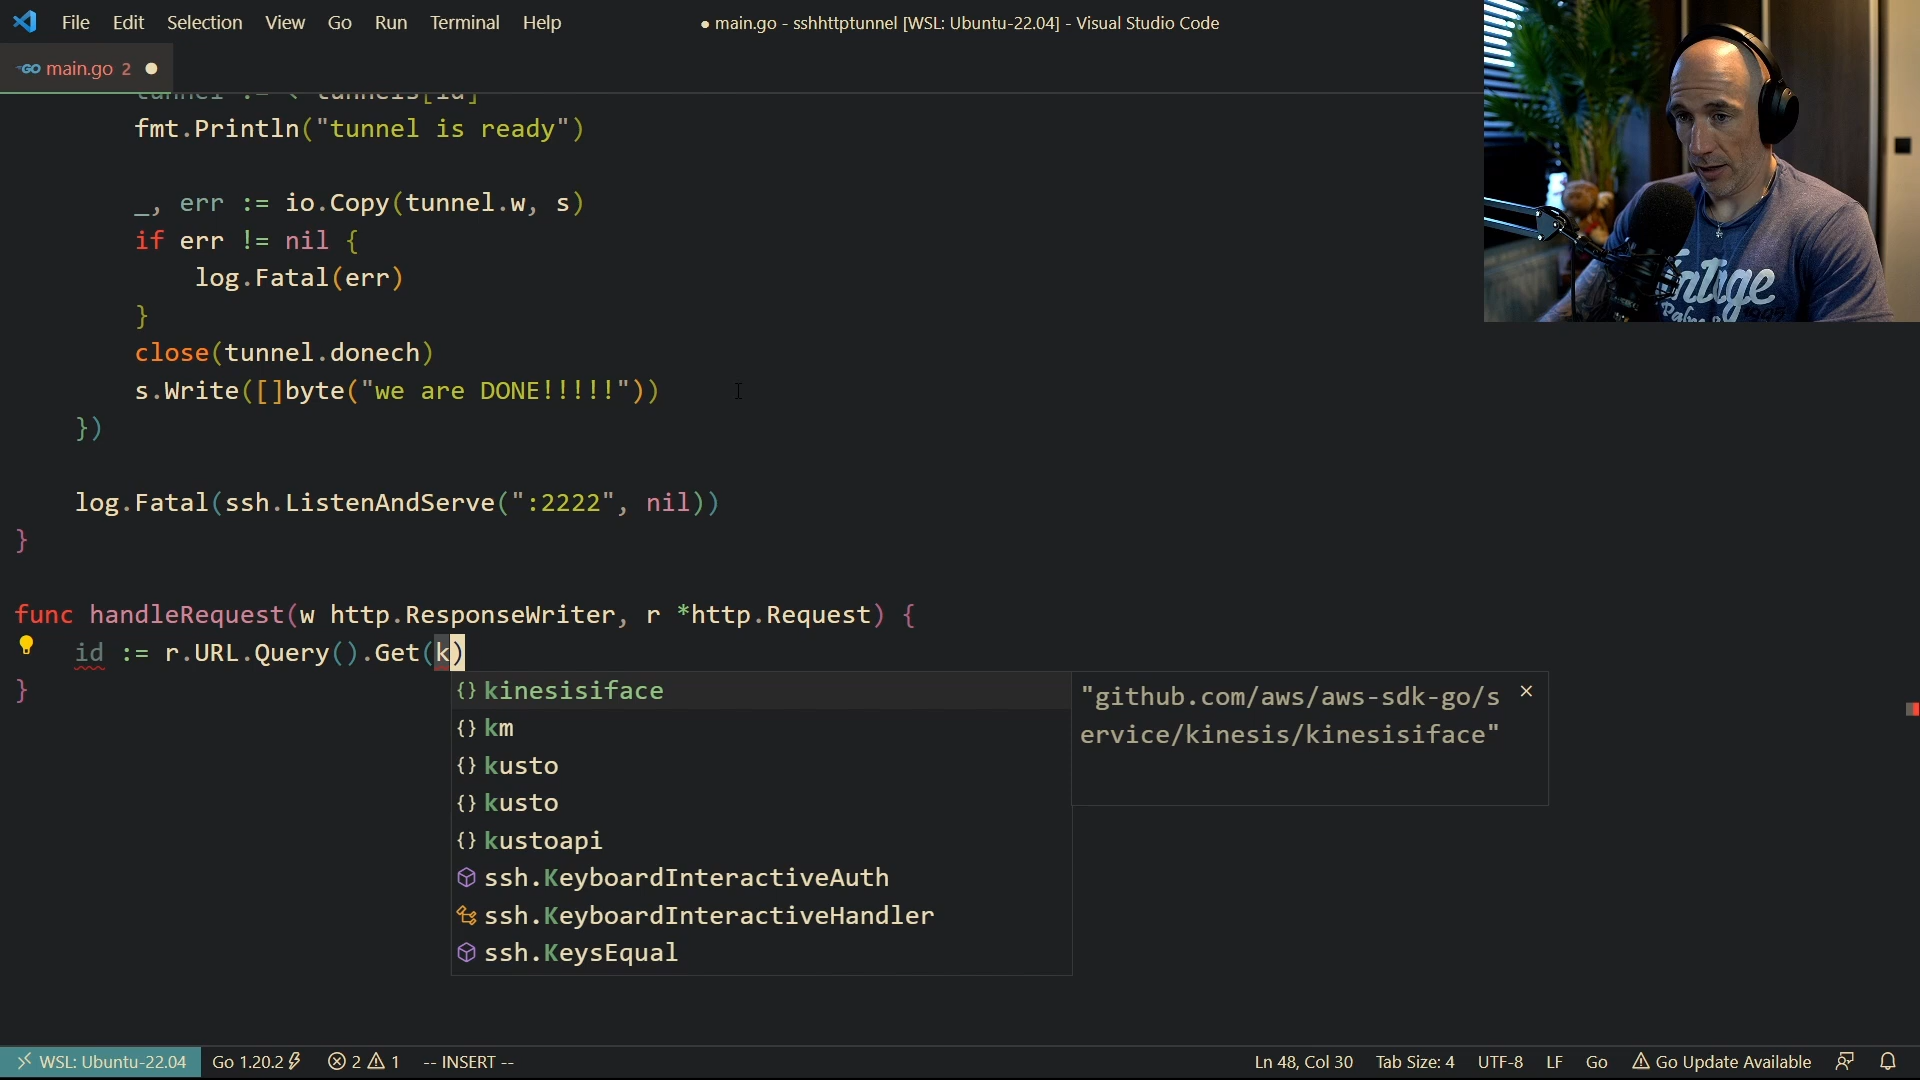 File Edit Selection View Go Run Terminal Help
● main.go - sshhttptunnel [WSL: Ubuntu-22.04] - Visual Studio Code
GO main.go 2 ●
tunnel := <-tunnels[id]
fmt.Println("tunnel is ready")
_, err := io.Copy(tunnel.w, s)
if err != nil {
log.Fatal(err)
}
close(tunnel.donech)
s.Write([]byte("we are DONE!!!!!"))
})
log.Fatal(ssh.ListenAndServe(":2222", nil))
}
func handleRequest(w http.ResponseWriter, r *http.Request) {
id := r.URL.Query().Get(k)
}
{} kinesisiface
{} km
{} kusto
{} kusto
{} kustoapi
ssh.KeyboardInteractiveAuth
ssh.KeyboardInteractiveHandler
ssh.KeysEqual
"github.com/aws/aws-sdk-go/s
ervice/kinesis/kinesisiface"
WSL: Ubuntu-22.04 Go 1.20.2 2 1 -- INSERT -- Ln 48, Col 30 Tab Size: 4 UTF-8 LF Go Go Update Available